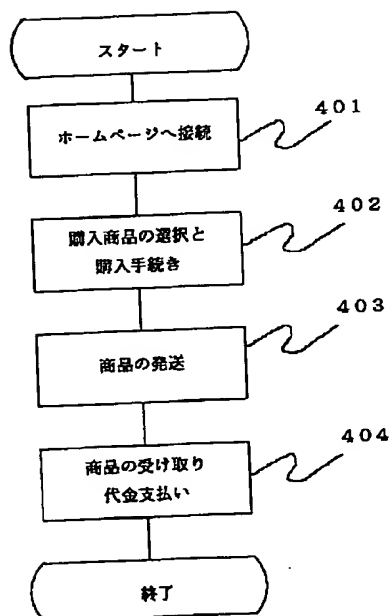 スタート
ホームページへ接続
401
購入商品の選択と
購入手続き
402
商品の発送
403
商品の受け取り
代金支払い
404
終了